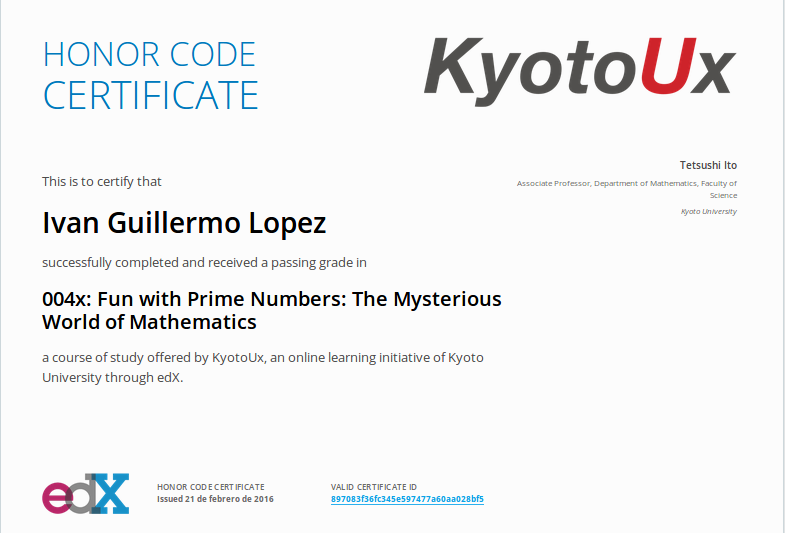 HONOR CODE
CERTIFICATE
KyotoUx
Tetsushi Ito
Associate Professor, Department of Mathematics, Faculty of
Science
Kyoto University
This is to certify that
Ivan Guillermo Lopez
successfully completed and received a passing grade in
004x: Fun with Prime Numbers: The Mysterious
World of Mathematics
a course of study offered by KyotoUx, an online learning initiative of Kyoto
University through edX.
edX
HONOR CODE CERTIFICATE
Issued 21 de febrero de 2016
VALID CERTIFICATE ID
897083f36fc345e597477a60aa028bf5